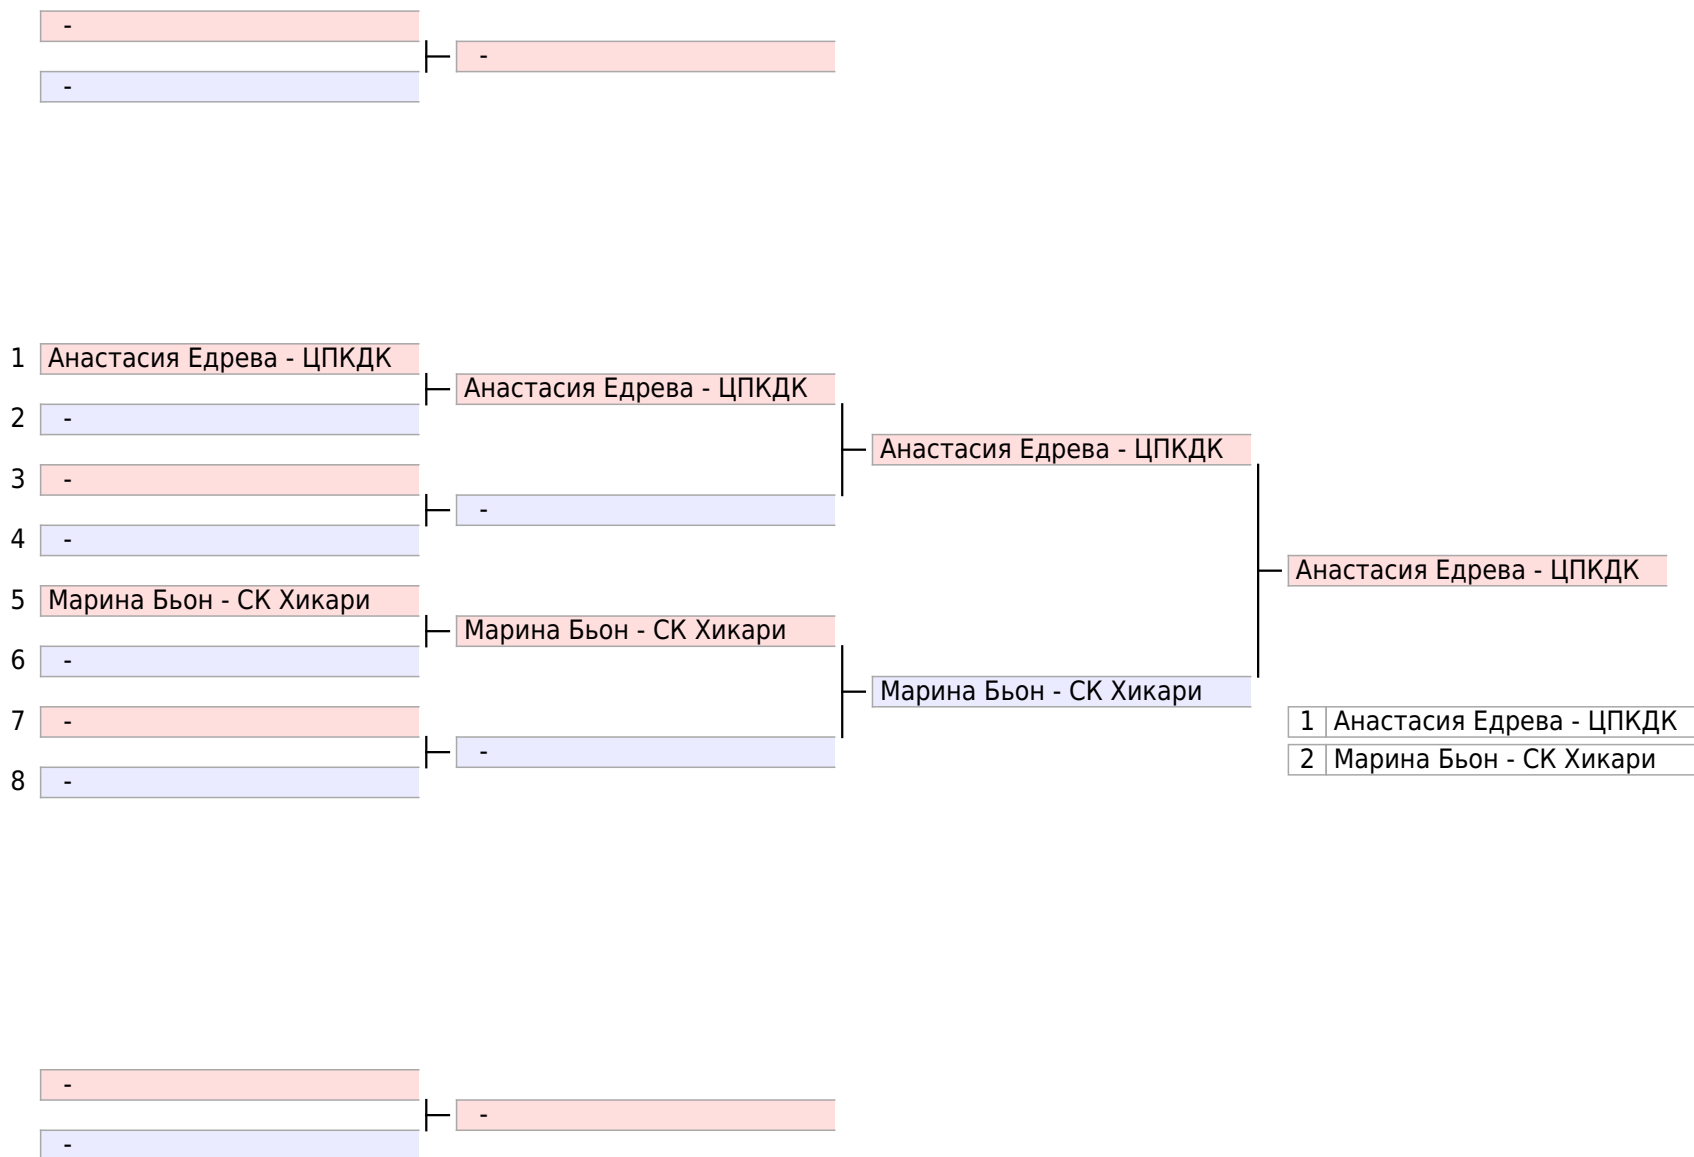 -
-
-
1 Анастасия Едрева - ЦПКДК
Анастасия Едрева - ЦПКДК
2 -
Анастасия Едрева - ЦПКДК
3 -
-
4 -
Анастасия Едрева - ЦПКДК
5 Марина Бьон - СК Хикари
Марина Бьон - СК Хикари
6 -
Марина Бьон - СК Хикари
7 -
1 Анастасия Едрева - ЦПКДК
-
2 Марина Бьон - СК Хикари
8 -
-
-
-